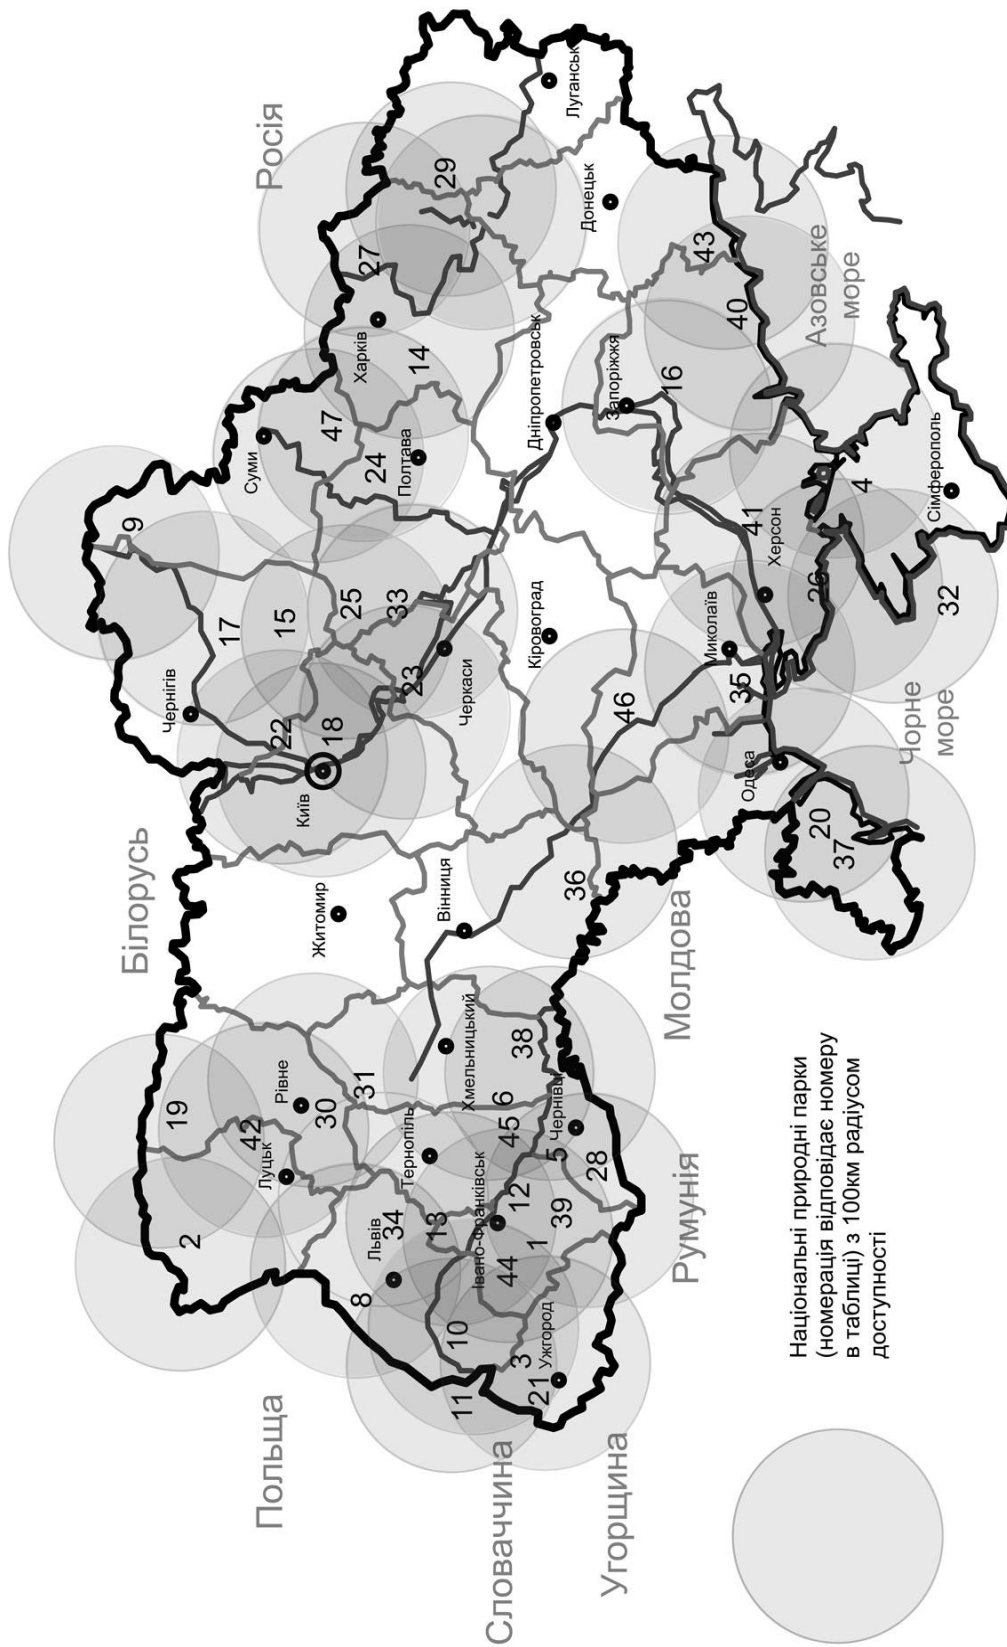 Білорусь
Росія
Польща
Словаччина
Угорщина
Румунія
Молдова
Чорне
море
Азовське
море
Чернігів
Суми
Київ
Житомир
Рівне
Луцьк
Львів
Тернопіль
Хмельницький
Вінниця
Івано-Франківськ
Ужгород
Чернівці
Черкаси
Полтава
Харків
Луганськ
Донецьк
Дніпропетровськ
Запоріжжя
Кіровоград
Миколаїв
Херсон
Одеса
Сімферополь
2
19
42
30
31
8
34
13
10
11
3
21
44
1
12
39
45
5
28
6
38
36
46
9
17
15
22
18
25
33
23
47
24
14
27
29
16
43
40
41
4
26
32
35
20
37
Національні природні парки
(номерація відповідає номеру
в таблиці) з 100км радіусом
доступності